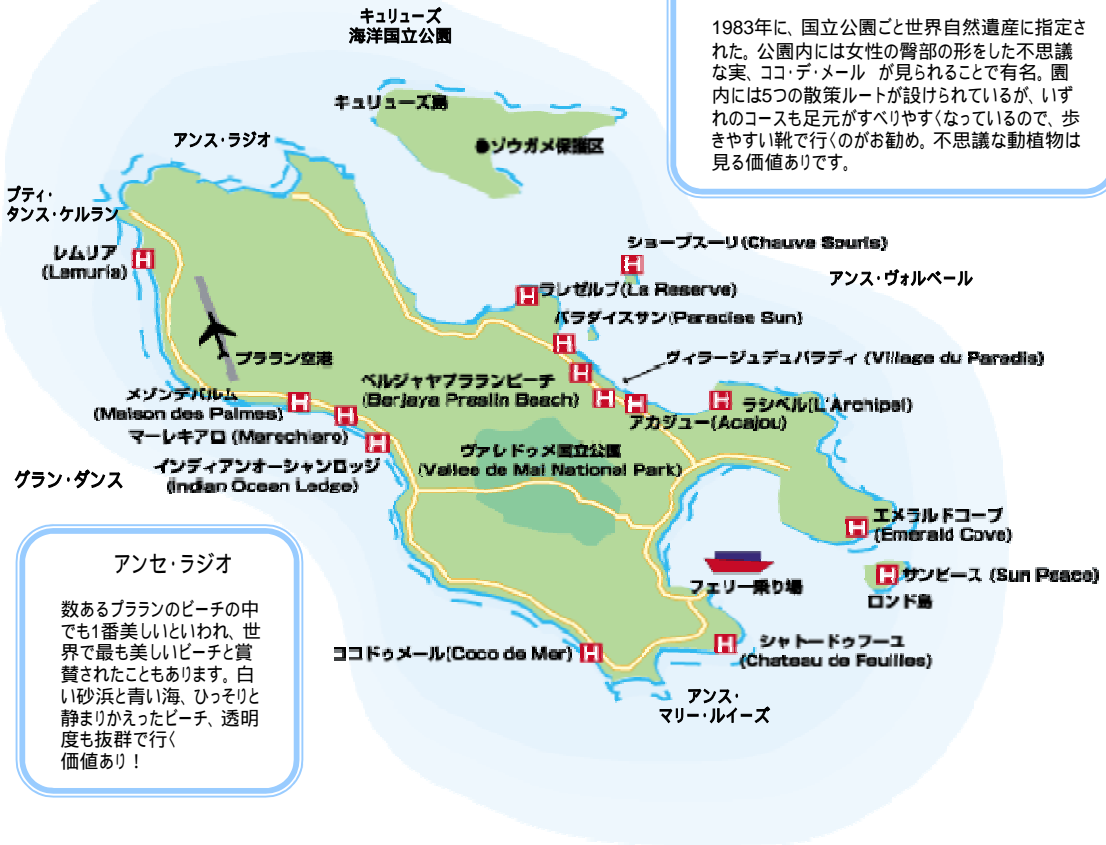 キュリューズ
海洋国立公園
1983年に、国立公園ごと世界自然遺産に指定さ
れた。公園内には女性の臀部の形をした不思議
な実、ココ・デ・メール が見られることで有名。園
内には5つの散策ルートが設けられているが、いず
れのコースも足元がすべりやすくなっているので、歩
きやすい靴で行くのがお勧め。不思議な動植物は
見る価値ありです。
キュリューズ島
●ゾウガメ保護区
アンス・ラジオ
プティ・
タンス・ケルラン
レムリア
(Lemuria)
H
ショーブスーリ(Chauve Souris)
H
アンス・ヴォルベール
H
ラレゼルブ(La Reserve)
パラダイスサン(Paradise Sun)
H
プララン空港
ヴィラージュデュパラディ (Village du Paradis)
H
ベルジャヤプラランビーチ
(Berjaya Praslin Beach)
H
H
アカジュー(Acajou)
H
ラシペル(L'Archipel)
メゾンデパルム
(Maison des Palmes)
H
マーレキアロ (Marechiaro)
H
インディアンオーシャンロッジ
(Indian Ocean Lodge)
H
ヴァレドゥメ国立公園
(Vallee de Mai National Park)
グラン・ダンス
H
エメラルドコーブ
(Emerald Cove)
H
サンピース (Sun Peace)
ロンド島
フェリー乗り場
アンセ・ラジオ
数あるプラランのビーチの中
でも1番美しいといわれ、世
界で最も美しいビーチと賞
賛されたこともあります。白
い砂浜と青い海、ひっそりと
静まりかえったビーチ、透明
度も抜群で行く
価値あり！
ココドゥメール(Coco de Mer)
H
H
シャトードゥフーユ
(Chateau de Feuilles)
アンス・
マリー・ルイーズ